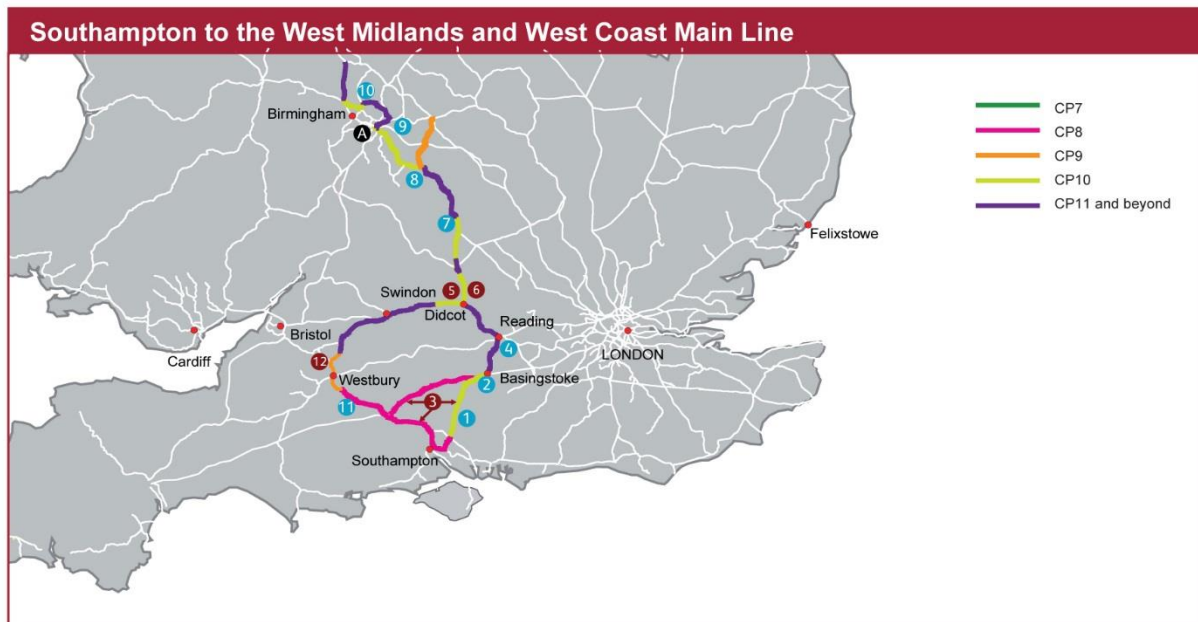 Southampton to the West Midlands and West Coast Main Line
10
Birmingham
A
9
8
7
CP7
CP8
CP9
CP10
CP11 and beyond
Felixstowe
Swindon
5
6
Didcot
Bristol
Reading
Cardiff
4
LONDON
12
Westbury
2
Basingstoke
11
3
1
Southampton